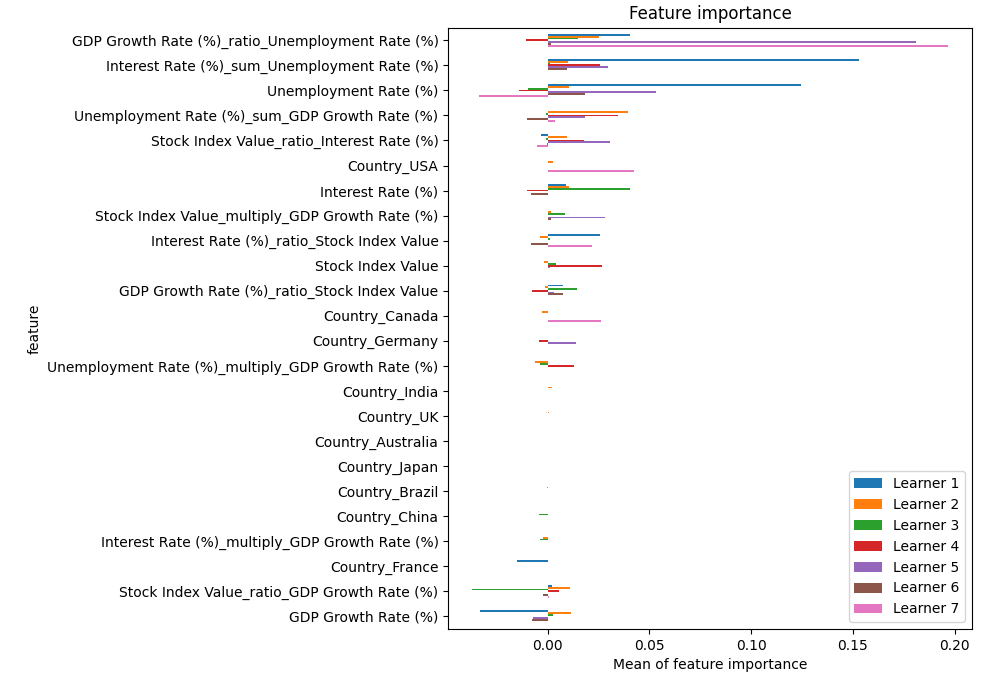 Feature importance
GDP Growth Rate (%)_ratio_Unemployment Rate (%)
Interest Rate (%)_sum_Unemployment Rate (%)
Unemployment Rate (%)
Unemployment Rate (%)_sum_GDP Growth Rate (%)
Stock Index Value_ratio_Interest Rate (%)
Country_USA
Interest Rate (%)
Stock Index Value_multiply_GDP Growth Rate (%)
Interest Rate (%)_ratio_Stock Index Value
Stock Index Value
GDP Growth Rate (%)_ratio_Stock Index Value
Country_Canada
Country_Germany
Unemployment Rate (%)_multiply_GDP Growth Rate (%)
Country_India
Country_UK
Country_Australia
Country_Japan
Country_Brazil
Country_China
Interest Rate (%)_multiply_GDP Growth Rate (%)
Country_France
Stock Index Value_ratio_GDP Growth Rate (%)
GDP Growth Rate (%)
feature
Learner 1
Learner 2
Learner 3
Learner 4
Learner 5
Learner 6
Learner 7
0.00 0.05 0.10 0.15 0.20
Mean of feature importance